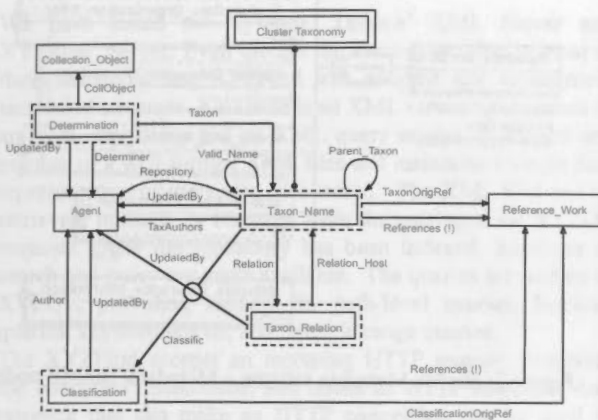 Cluster Taxonomy
Collection_Object
CollObject
Determination
Taxon
UpdatedBy
Determiner
Valid_Name
Parent_Taxon
Repository
UpdatedBy
TaxonOrigRef
Agent
Taxon_Name
Reference_Work
TaxAuthors
References (!)
UpdatedBy
Relation
Relation_Host
Author
UpdatedBy
Taxon_Relation
Classific
References (!)
Classification
ClassificationOrigRef